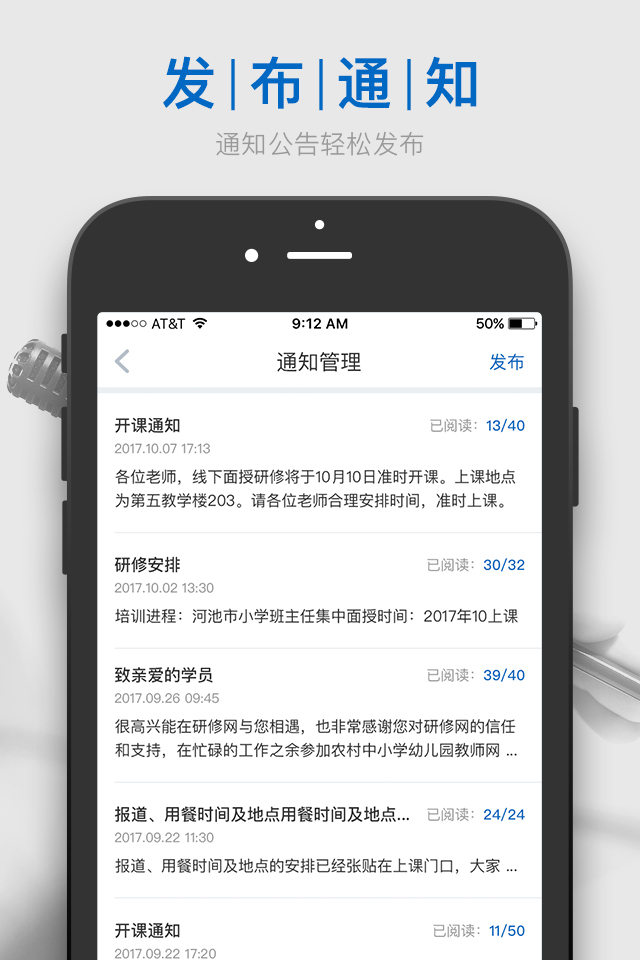 发 | 布 | 通 | 知
通知公告轻松发布
AT&T 9:12 AM 50%
通知管理 发布
开课通知 已阅读：13/40
2017.10.07 17:13
各位老师，线下面授研修将于10月10日准时开课。上课地点
为第五教学楼203。请各位老师合理安排时间，准时上课。
研修安排 已阅读：30/32
2017.10.02 13:30
培训进程：河池市小学班主任集中面授时间：2017年10上课
致亲爱的学员 已阅读：39/40
2017.09.26 09:45
很高兴能在研修网与您相遇，也非常感谢您对研修网的信任
和支持，在忙碌的工作之余参加农村中小学幼儿园教师网 ...
报道、用餐时间及地点用餐时间及地点... 已阅读：24/24
2017.09.22 11:30
报道、用餐时间及地点的安排已经张贴在上课门口，大家 ...
开课通知 已阅读：11/50
2017.09.22 17:20